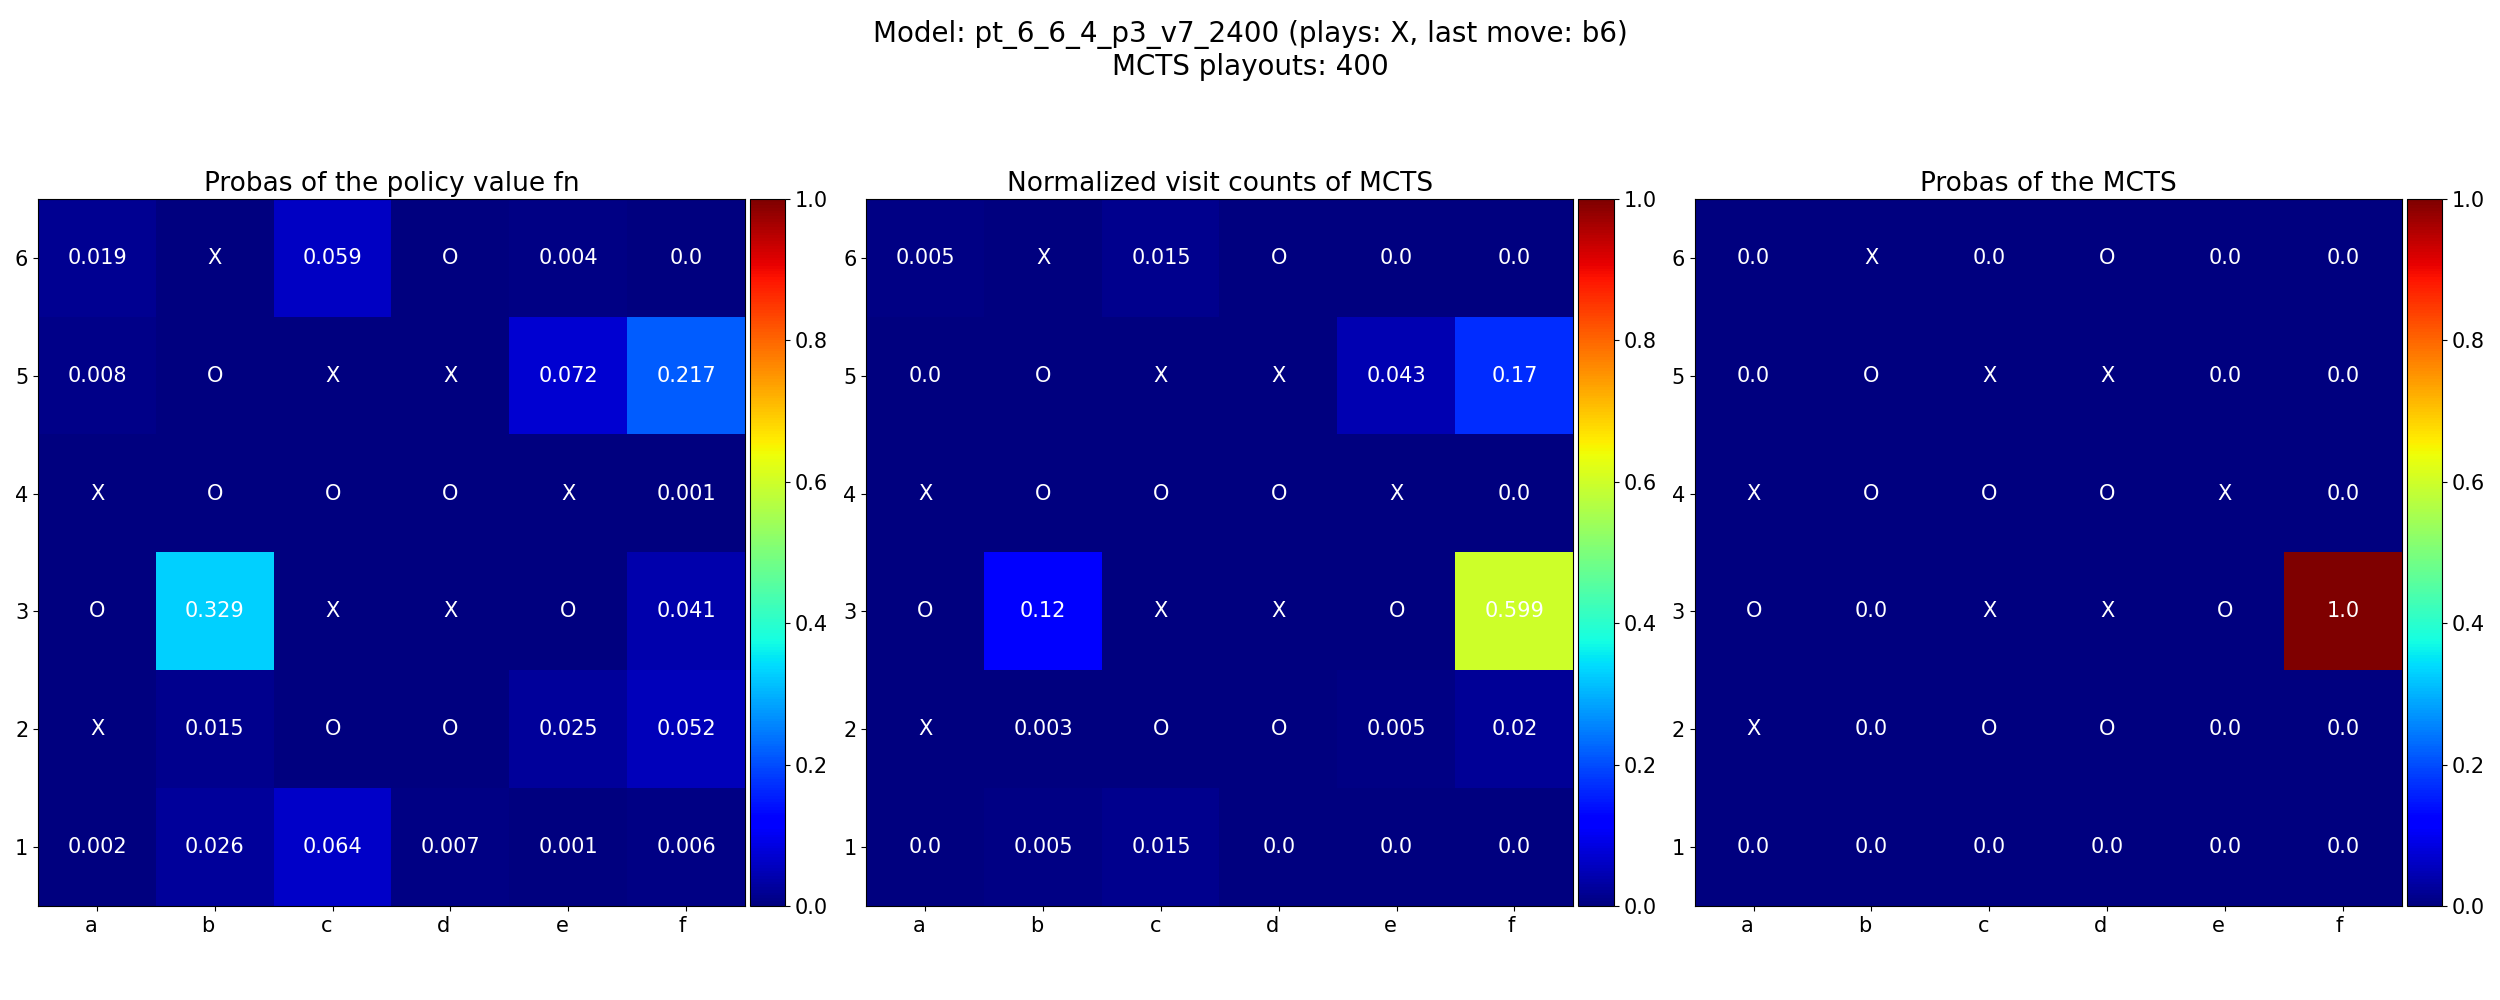 Model: pt_6_6_4_p3_v7_2400 (plays: X, last move: b6)
MCTS playouts: 400
Probas of the policy value fn
6 0.019 X 0.059 O 0.004 0.0
5 0.008 O X X 0.072 0.217
4 X O O O X 0.001
3 O 0.329 X X O 0.041
2 X 0.015 O O 0.025 0.052
1 0.002 0.026 0.064 0.007 0.001 0.006
a b c d e f
1.0
0.8
0.6
0.4
0.2
0.0
Normalized visit counts of MCTS
6 0.005 X 0.015 O 0.0 0.0
5 0.0 O X X 0.043 0.17
4 X O O O X 0.0
3 O 0.12 X X O 0.599
2 X 0.003 O O 0.005 0.02
1 0.0 0.005 0.015 0.0 0.0 0.0
a b c d e f
1.0
0.8
0.6
0.4
0.2
0.0
Probas of the MCTS
6 0.0 X 0.0 O 0.0 0.0
5 0.0 O X X 0.0 0.0
4 X O O O X 0.0
3 O 0.0 X X O 1.0
2 X 0.0 O O 0.0 0.0
1 0.0 0.0 0.0 0.0 0.0 0.0
a b c d e f
1.0
0.8
0.6
0.4
0.2
0.0